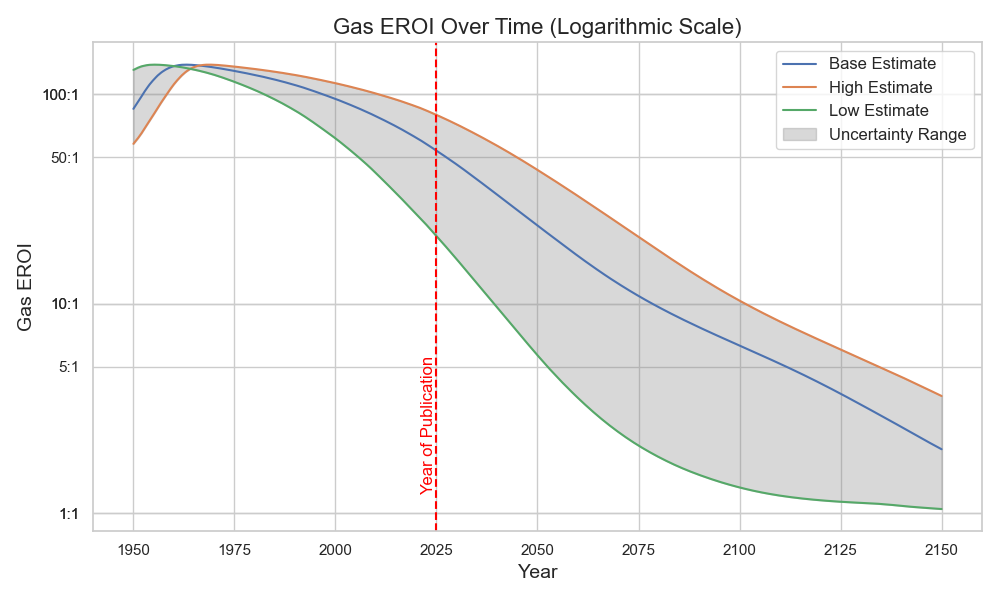 Gas EROI Over Time (Logarithmic Scale)
Base Estimate
High Estimate
Low Estimate
Uncertainty Range
Gas EROI
100:1
50:1
10:1
5:1
1:1
Year of Publication
1950 1975 2000 2025 2050 2075 2100 2125 2150
Year